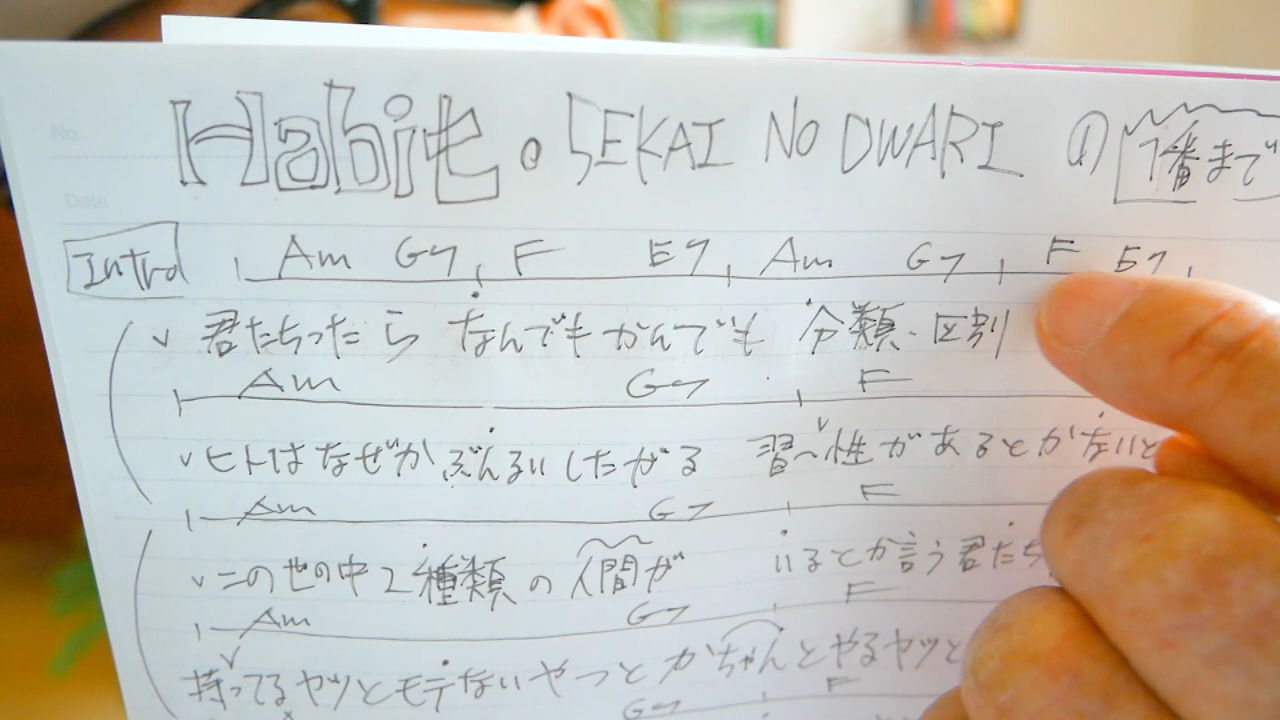 No.
Data
Habit。SEKAI NO OWARI ① 1番まで
Intro Am G7 F E7 Am G7 F E7
君たちったら なんでもかんでも 分類・区別
Am G7 F
ヒトはなぜか ぶんるいしたがる 習〜性があるとかないと
Am G7 F
この世の中2種類の人間が いるとか言う君たち
Am G7 F
持ってるヤツとモテないやつとか ちゃんとやるヤツと
G7 F